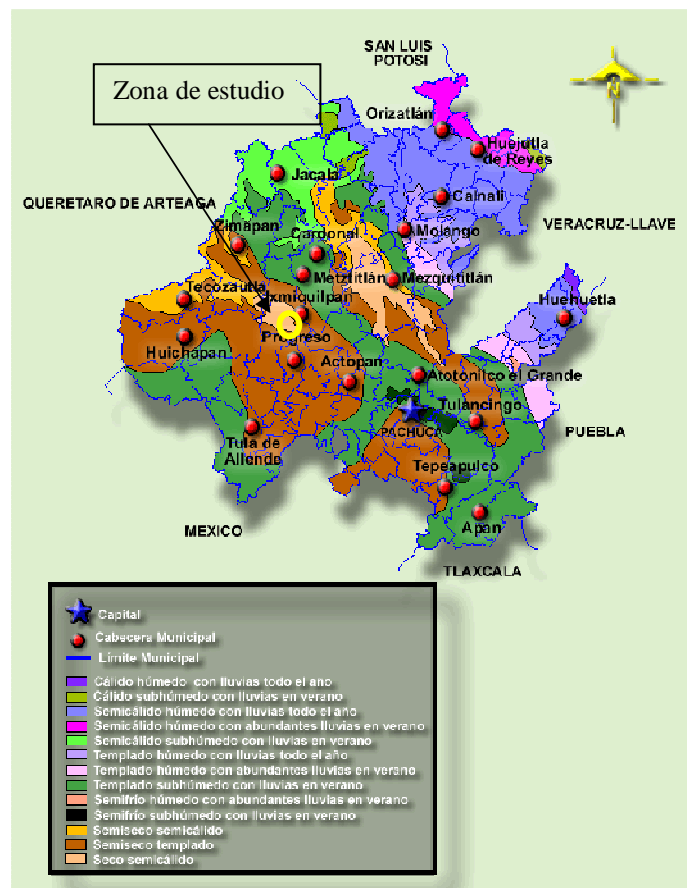 SAN LUIS
POTOSI
Zona de estudio
N
Orizatlán
Huejutla
de Reyes
Jacala
Calnali
QUERETARO DE ARTEAGA
VERACRUZ-LLAVE
Zimapan
Cardonal
Molango
Metztitlán
Mezquititlán
Tecozautla
Ixmiquilpan
Huehuetla
Progreso
Huichapan
Actopan
Atotonilco el Grande
Tulancingo
PACHUCA
PUEBLA
Tula de
Allende
Tepeapulco
MEXICO
Apan
TLAXCALA
Capital
Cabecera Municipal
Límite Municipal
Cálido húmedo con lluvias todo el año
Cálido subhúmedo con lluvias en verano
Semicálido húmedo con lluvias todo el año
Semicálido húmedo con abundantes lluvias en verano
Semicálido subhúmedo con lluvias en verano
Templado húmedo con lluvias todo el año
Templado húmedo con abundantes lluvias en verano
Templado subhúmedo con lluvias en verano
Semifrío húmedo con abundantes lluvias en verano
Semifrío subhúmedo con lluvias en verano
Semiseco semicálido
Semiseco templado
Seco semicálido